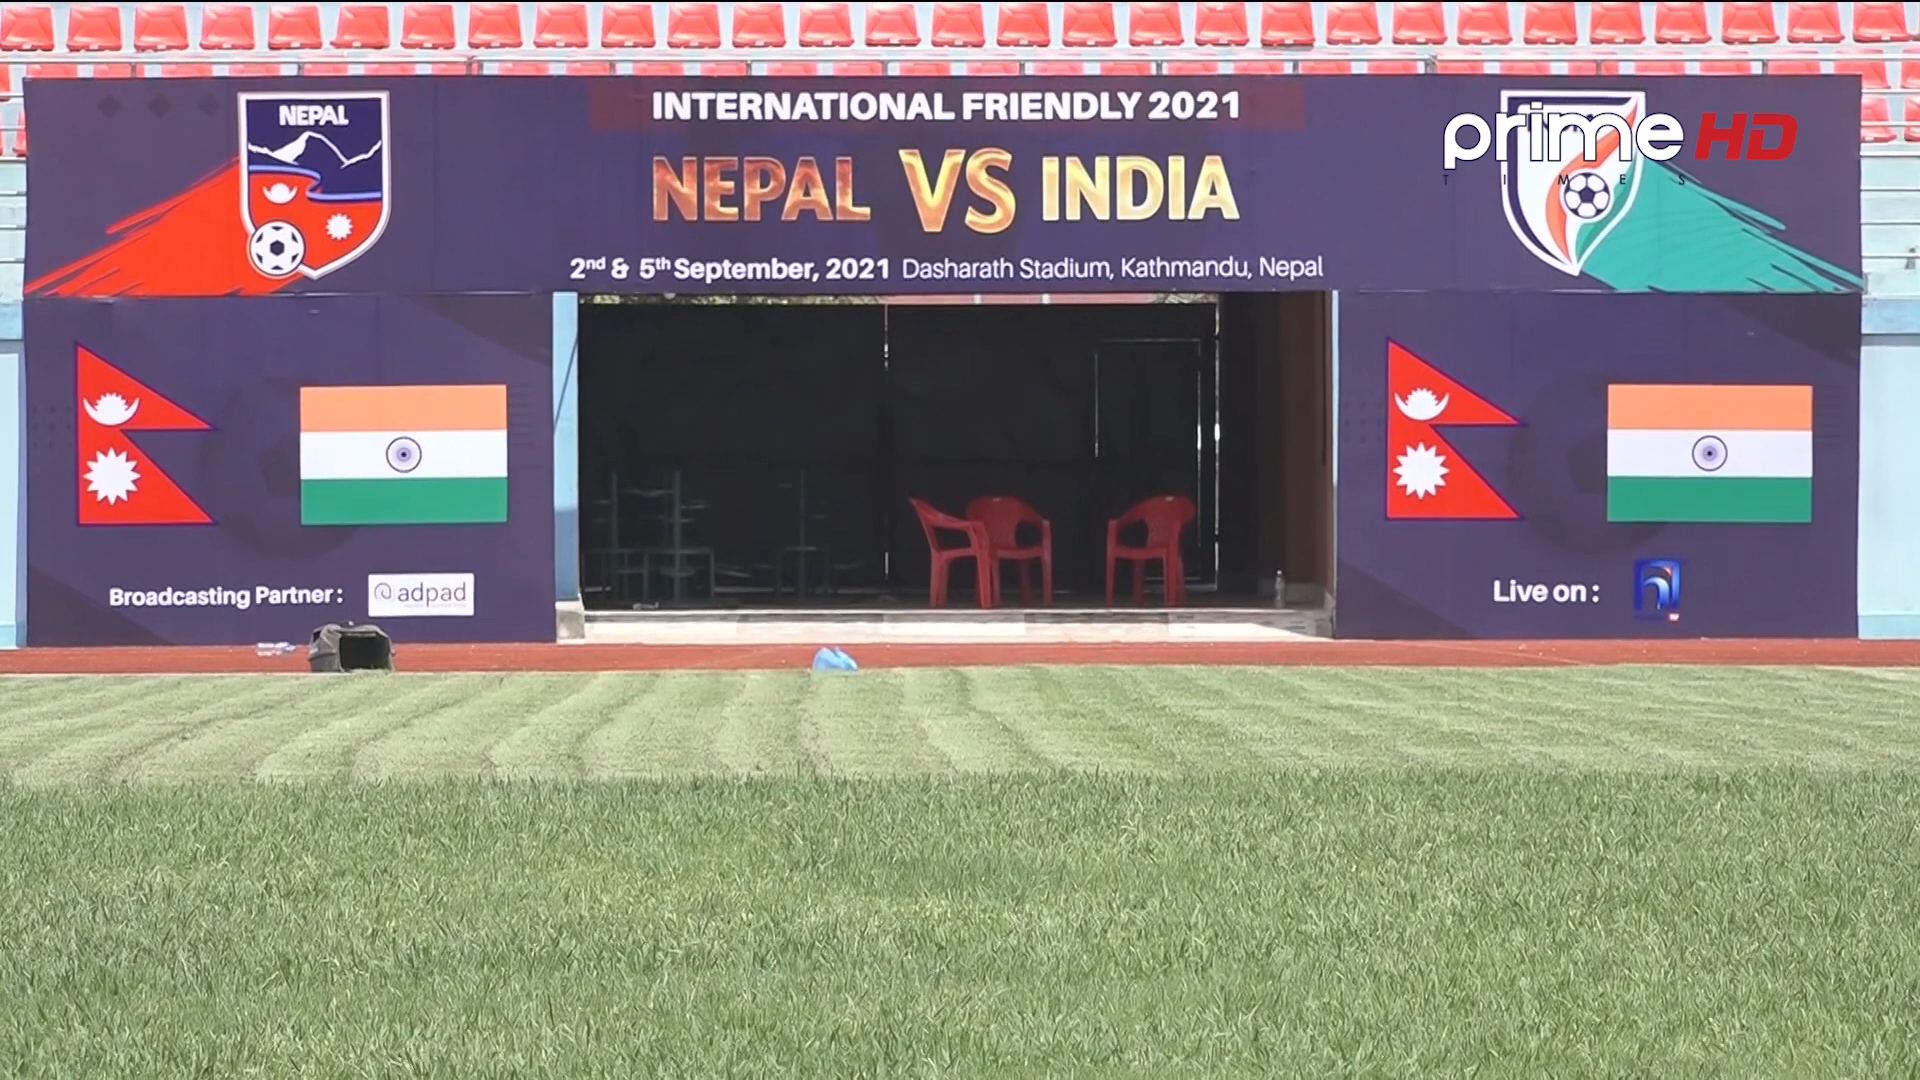 NEPAL
INTERNATIONAL FRIENDLY 2021
NEPAL VS INDIA
2nd & 5th September, 2021 Dasharath Stadium, Kathmandu, Nepal
prime HD
TIMES
Broadcasting Partner: adpad
Live on: